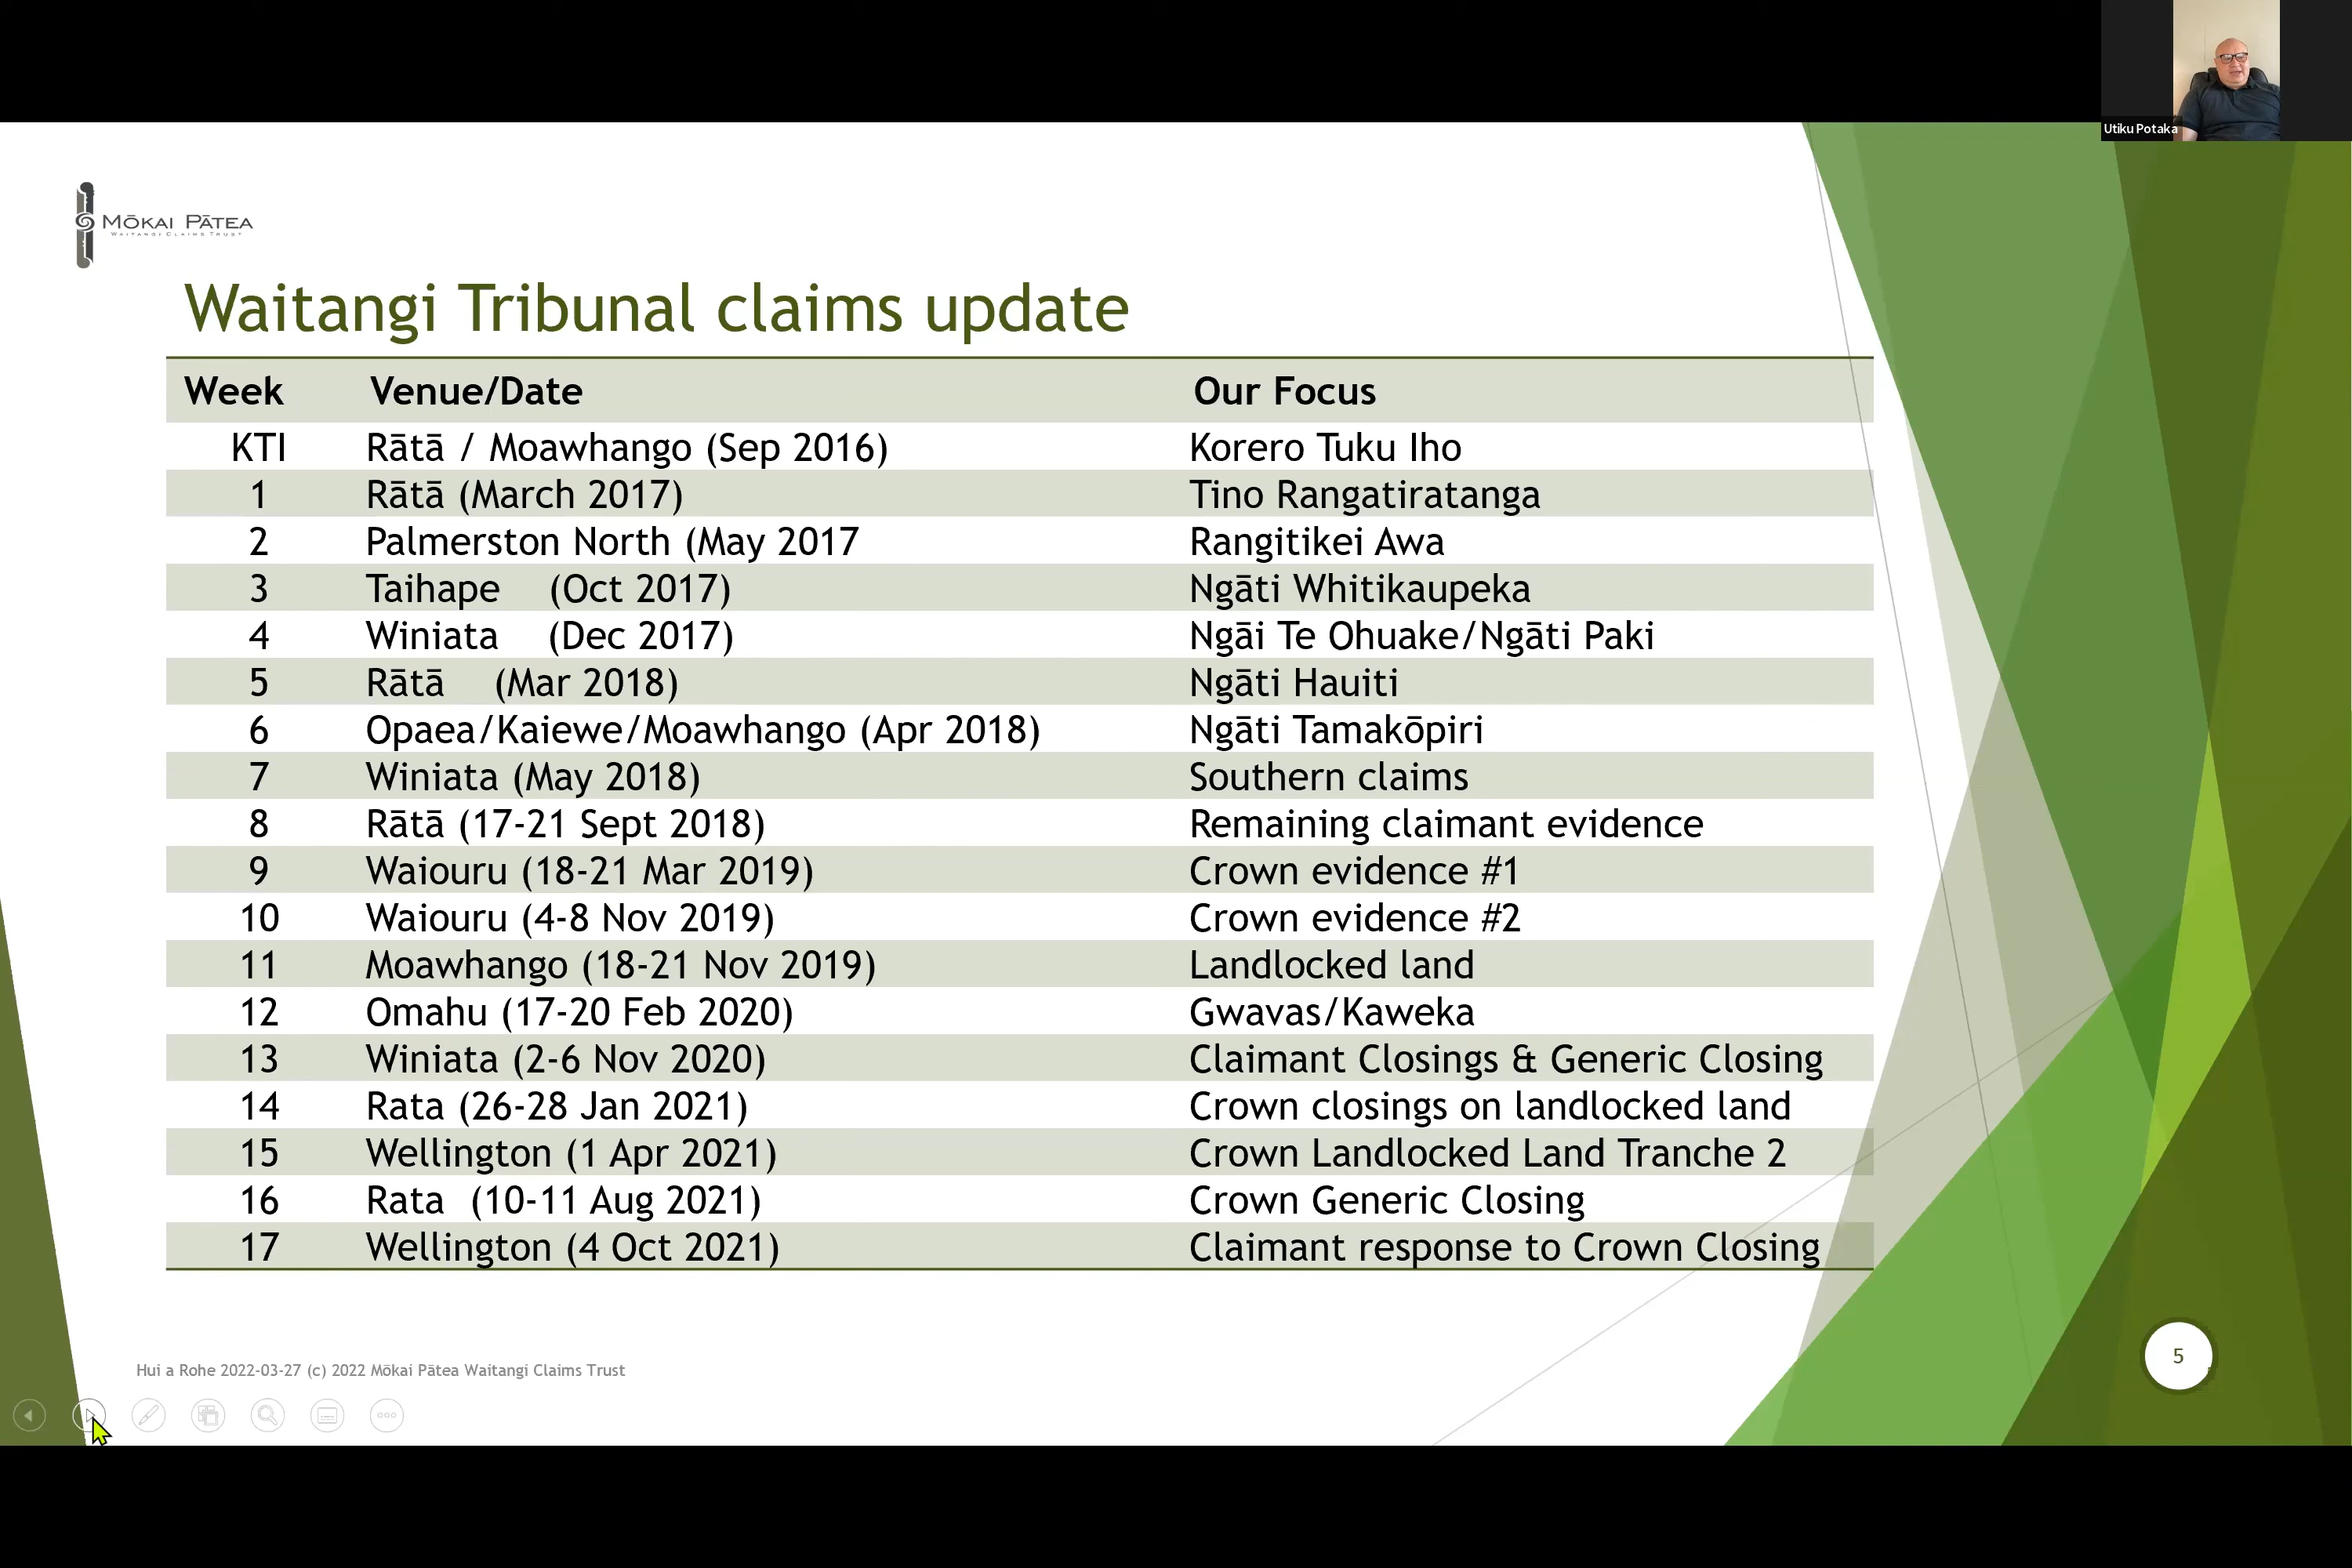 Utiku Potaka
MŌKAI PĀTEA
WAITANGI CLAIMS TRUST
Waitangi Tribunal claims update
Week Venue/Date Our Focus
KTI Rātā / Moawhango (Sep 2016) Korero Tuku Iho
1 Rātā (March 2017) Tino Rangatiratanga
2 Palmerston North (May 2017 Rangitikei Awa
3 Taihape (Oct 2017) Ngāti Whitikaupeka
4 Winiata (Dec 2017) Ngāi Te Ohuake/Ngāti Paki
5 Rātā (Mar 2018) Ngāti Hauiti
6 Opaea/Kaiewe/Moawhango (Apr 2018) Ngāti Tamakōpiri
7 Winiata (May 2018) Southern claims
8 Rātā (17-21 Sept 2018) Remaining claimant evidence
9 Waiouru (18-21 Mar 2019) Crown evidence #1
10 Waiouru (4-8 Nov 2019) Crown evidence #2
11 Moawhango (18-21 Nov 2019) Landlocked land
12 Omahu (17-20 Feb 2020) Gwavas/Kaweka
13 Winiata (2-6 Nov 2020) Claimant Closings & Generic Closing
14 Rata (26-28 Jan 2021) Crown closings on landlocked land
15 Wellington (1 Apr 2021) Crown Landlocked Land Tranche 2
16 Rata (10-11 Aug 2021) Crown Generic Closing
17 Wellington (4 Oct 2021) Claimant response to Crown Closing
Hui a Rohe 2022-03-27 (c) 2022 Mōkai Pātea Waitangi Claims Trust
5